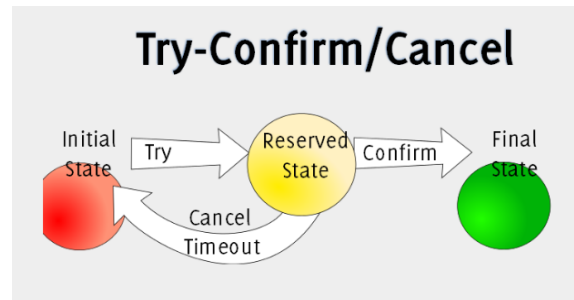 Try-Confirm/Cancel
Initial
State
Try
Reserved
State
Confirm
Final
State
Cancel
Timeout